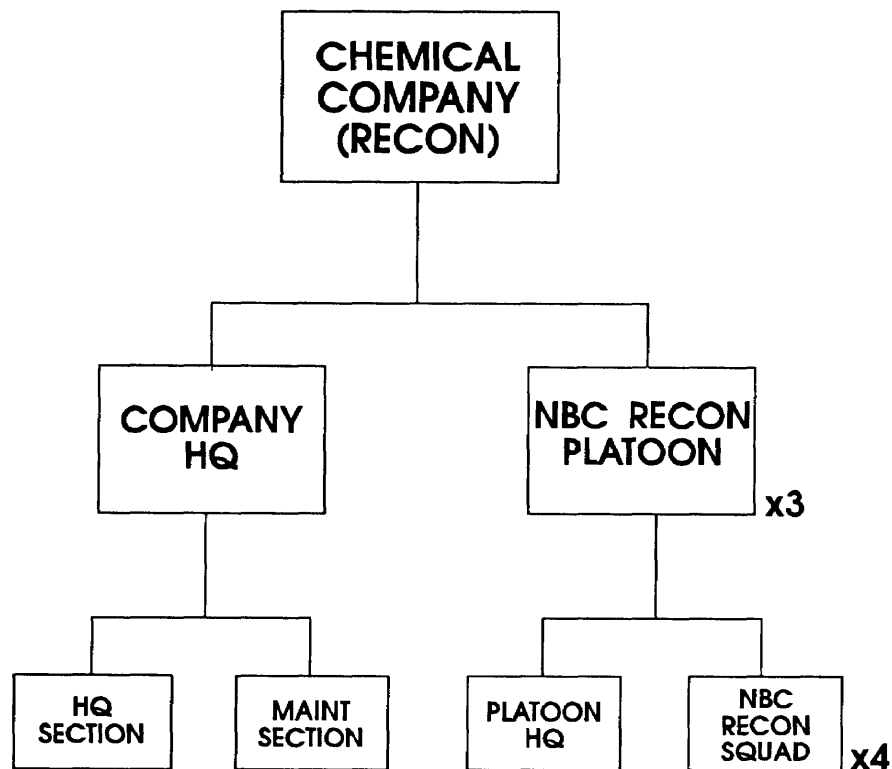 CHEMICAL
COMPANY
(RECON)
COMPANY
HQ
NBC RECON
PLATOON
x3
HQ
SECTION
MAINT
SECTION
PLATOON
HQ
NBC
RECON
SQUAD
x4